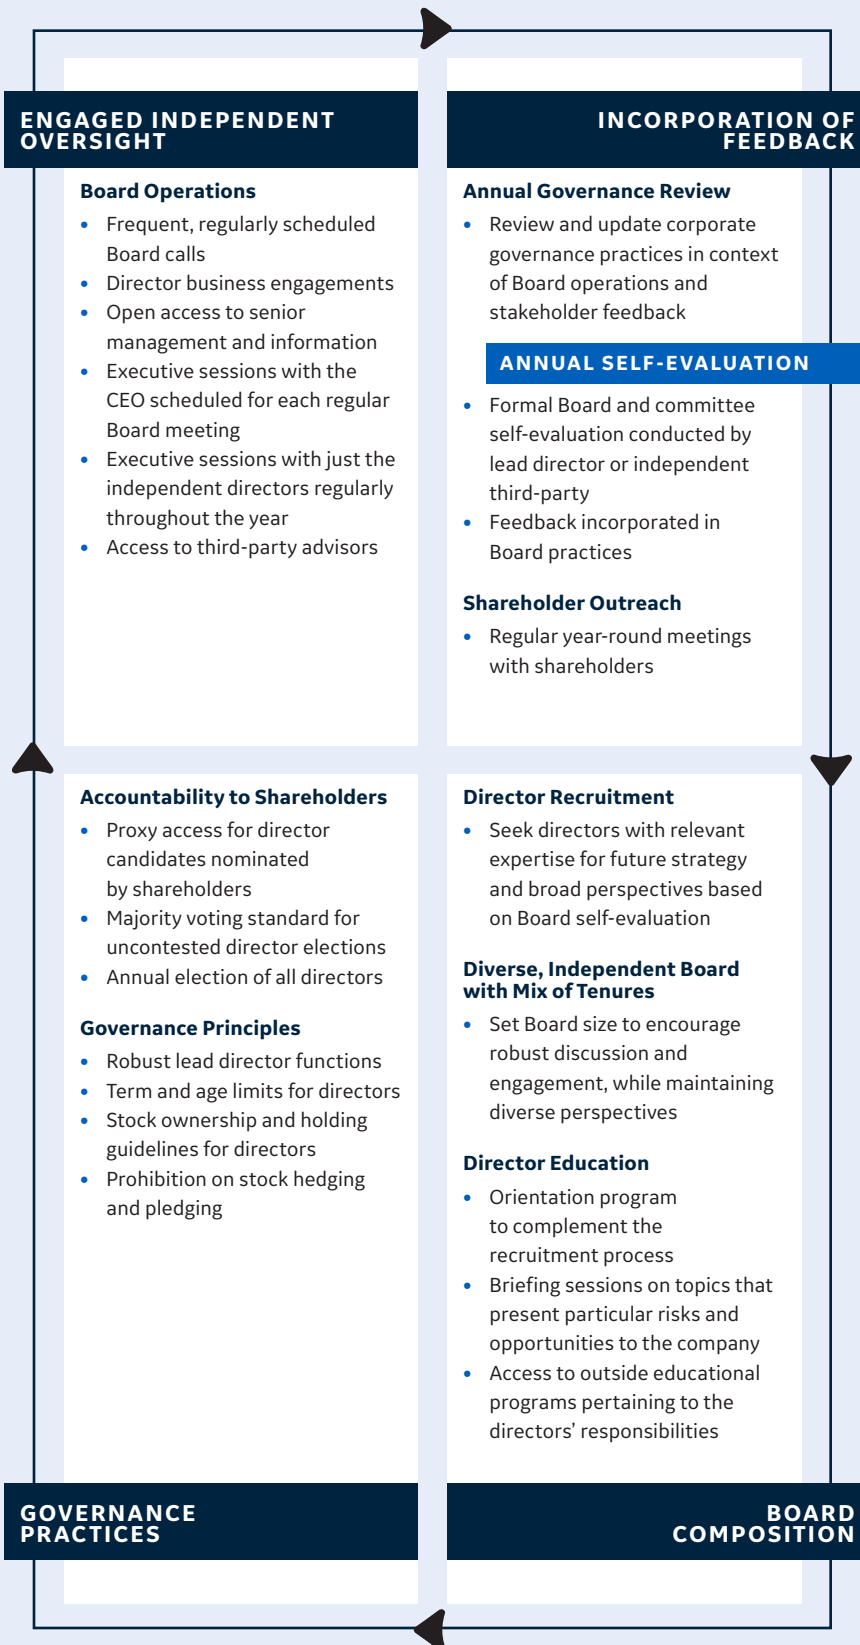 ENGAGED INDEPENDENT
OVERSIGHT
Board Operations
• Frequent, regularly scheduled
Board calls
• Director business engagements
• Open access to senior
management and information
• Executive sessions with the
CEO scheduled for each regular
Board meeting
• Executive sessions with just the
independent directors regularly
throughout the year
• Access to third-party advisors
INCORPORATION OF
FEEDBACK
Annual Governance Review
• Review and update corporate
governance practices in context
of Board operations and
stakeholder feedback
ANNUAL SELF-EVALUATION
• Formal Board and committee
self-evaluation conducted by
lead director or independent
third-party
• Feedback incorporated in
Board practices
Shareholder Outreach
• Regular year-round meetings
with shareholders
Accountability to Shareholders
• Proxy access for director
candidates nominated
by shareholders
• Majority voting standard for
uncontested director elections
• Annual election of all directors
Governance Principles
• Robust lead director functions
• Term and age limits for directors
• Stock ownership and holding
guidelines for directors
• Prohibition on stock hedging
and pledging
GOVERNANCE
PRACTICES
Director Recruitment
• Seek directors with relevant
expertise for future strategy
and broad perspectives based
on Board self-evaluation
Diverse, Independent Board
with Mix of Tenures
• Set Board size to encourage
robust discussion and
engagement, while maintaining
diverse perspectives
Director Education
• Orientation program
to complement the
recruitment process
• Briefing sessions on topics that
present particular risks and
opportunities to the company
• Access to outside educational
programs pertaining to the
directors’ responsibilities
BOARD
COMPOSITION